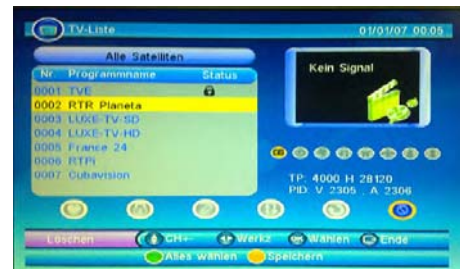 TV-Liste
01/01/07 00:05
Alle Satelliten
Nr Programmname Status
0001 TVE
0002 RTR Planeta
0003 LUXE-TV-SD
0004 LUXE-TV-HD
0005 France 24
0006 RTPi
0007 Cubavision
Kein Signal
TP: 4000 H 28120
PID: V 2305 , A 2306
Löschen CH+- Werks Wählen Ende
Alles wählen Speichern